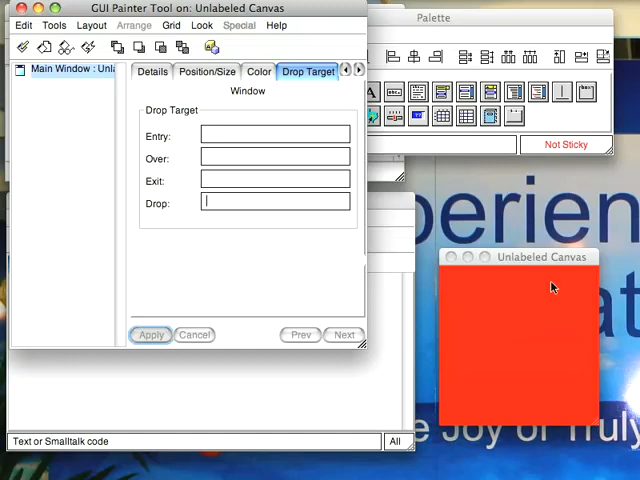 GUI Painter Tool on: Unlabeled Canvas
Edit Tools Layout Arrange Grid Look Special Help
Main Window : Unla
Details Position/Size Color Drop Target
Window
Drop Target
Entry:
Over:
Exit:
Drop:
Apply Cancel Prev Next
Palette
A
abc
Not Sticky
Unlabeled Canvas
Text or Smalltalk code
All
perien
at
e Joy of Truly